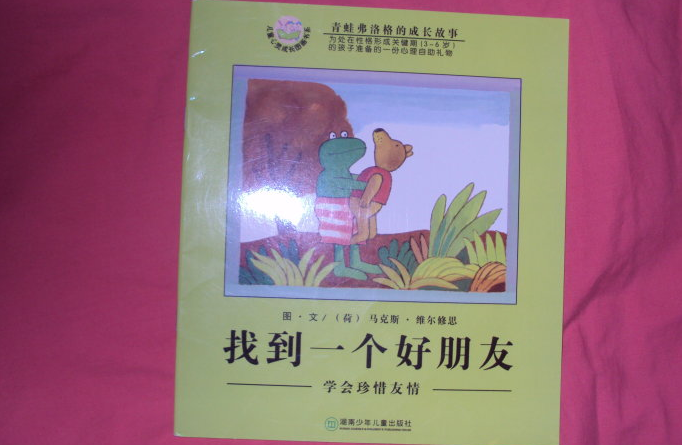 青蛙弗洛格的成长故事
为处在性格形成关键期(3-6岁)
的孩子准备的一份心理自助礼物
图·文/(荷)马克斯·维尔修思
找到一个好朋友
学会珍惜友情
湖南少年儿童出版社